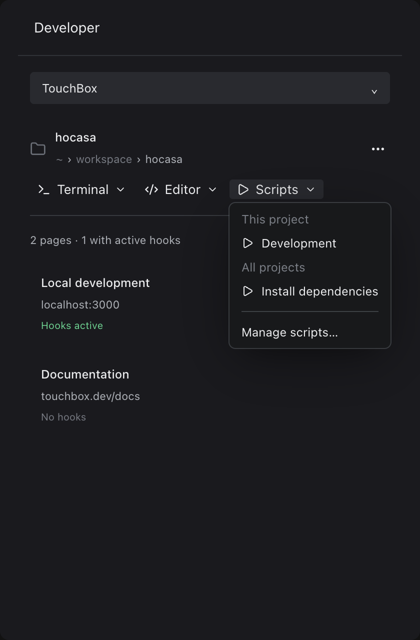 Developer
TouchBox
hocasa
~ › workspace › hocasa
Terminal
Editor
Scripts
This project
Development
All projects
Install dependencies
Manage scripts...
2 pages · 1 with active hooks
Local development
localhost:3000
Hooks active
Documentation
touchbox.dev/docs
No hooks